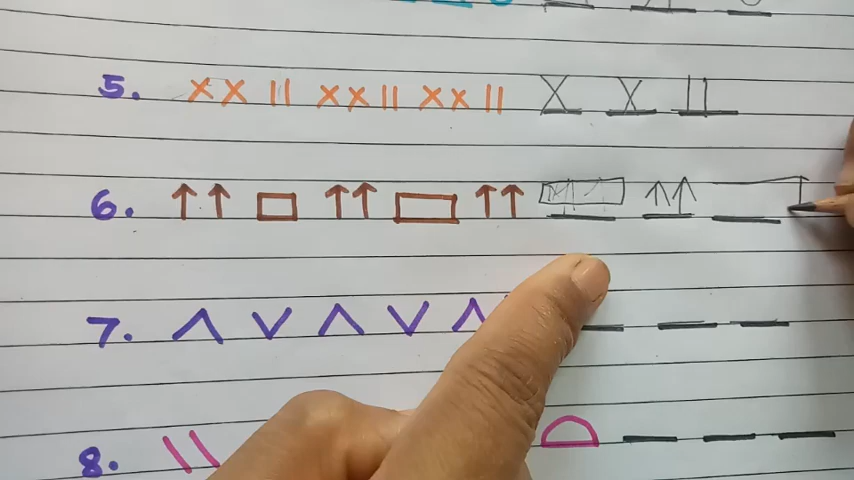 5. X X || X X || X X || X X ||
6. ↑↑ □ ↑↑ ▭ ↑↑ ▭ ↑↑
7. ∧ ∨ ∧ ∨ ∧
8. \\